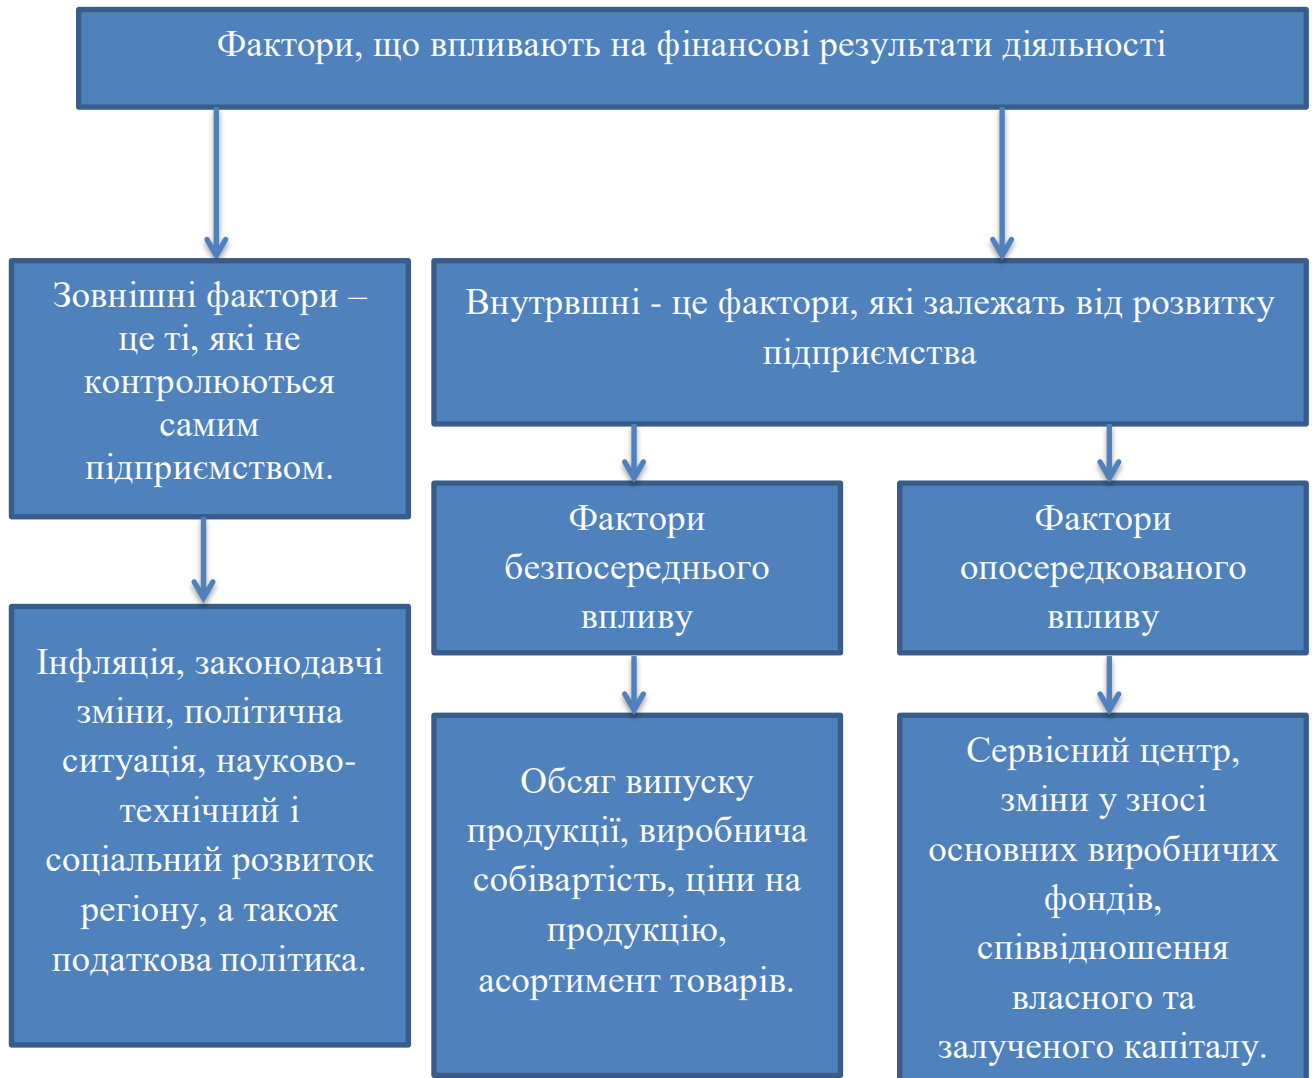 Фактори, що впливають на фінансові результати діяльності
Зовнішні фактори –
це ті, які не
контролюються
самим
підприємством.
Внутрвшні - це фактори, які залежать від розвитку
підприємства
Фактори
безпосереднього
впливу
Фактори
опосередкованого
впливу
Інфляція, законодавчі
зміни, політична
ситуація, науково-
технічний і
соціальний розвиток
регіону, а також
податкова політика.
Обсяг випуску
продукції, виробнича
собівартість, ціни на
продукцію,
асортимент товарів.
Сервісний центр,
зміни у зносі
основних виробничих
фондів,
співвідношення
власного та
залученого капіталу.